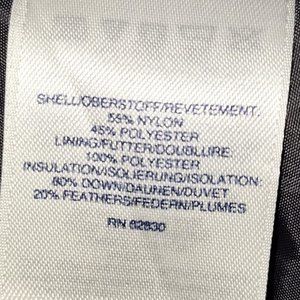 SHELL/OBERSTOFF/REVETEMENT:
55% NYLON
45% POLYESTER
LINING/FUTTER/DOUBLURE:
100% POLYESTER
INSULATION/ISOLIERUNG/ISOLATION:
80% DOWN/DAUNEN/DUVET
20% FEATHERS/FEDERN/PLUMES
RN 62830